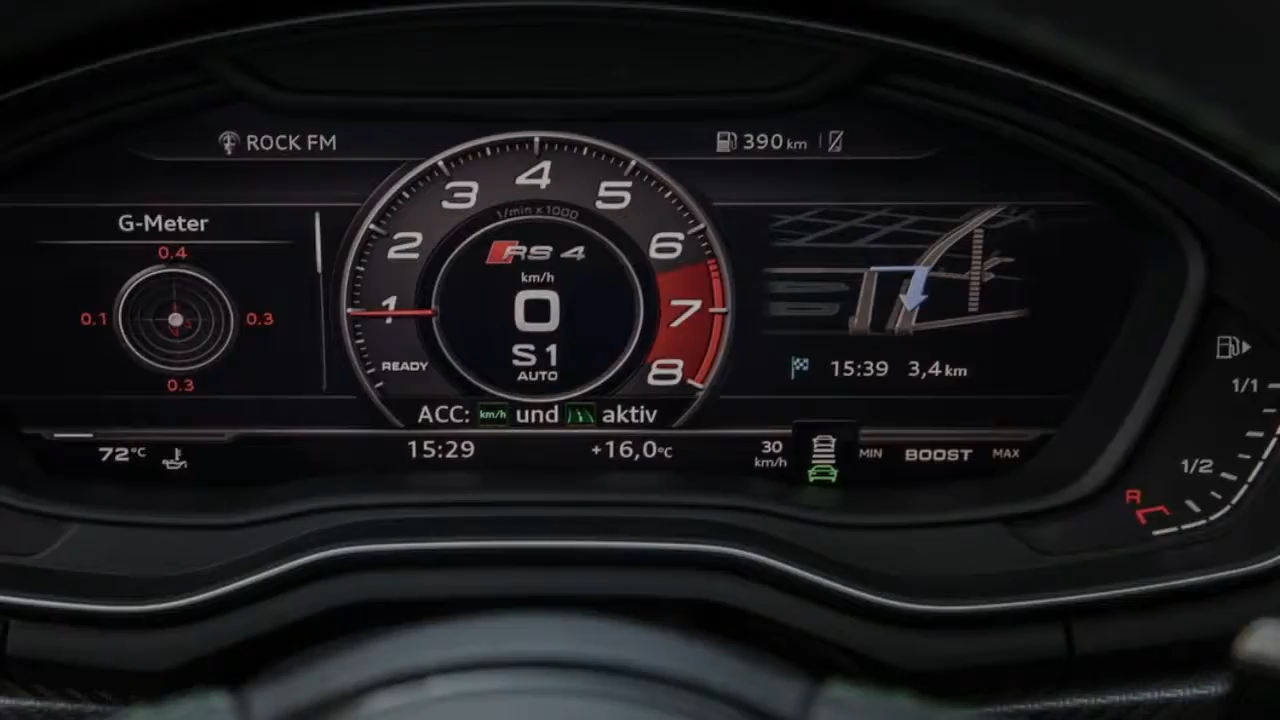 ROCK FM
390 km
G-Meter
0.4
0.1
0.3
0.3
1
2
3
4
5
6
7
8
1/min x 1000
RS 4
km/h
0
S1
AUTO
READY
15:39 3,4 km
ACC: km/h und aktiv
72°C
15:29
+16,0°C
30
km/h
MIN BOOST MAX
1/1
1/2
R